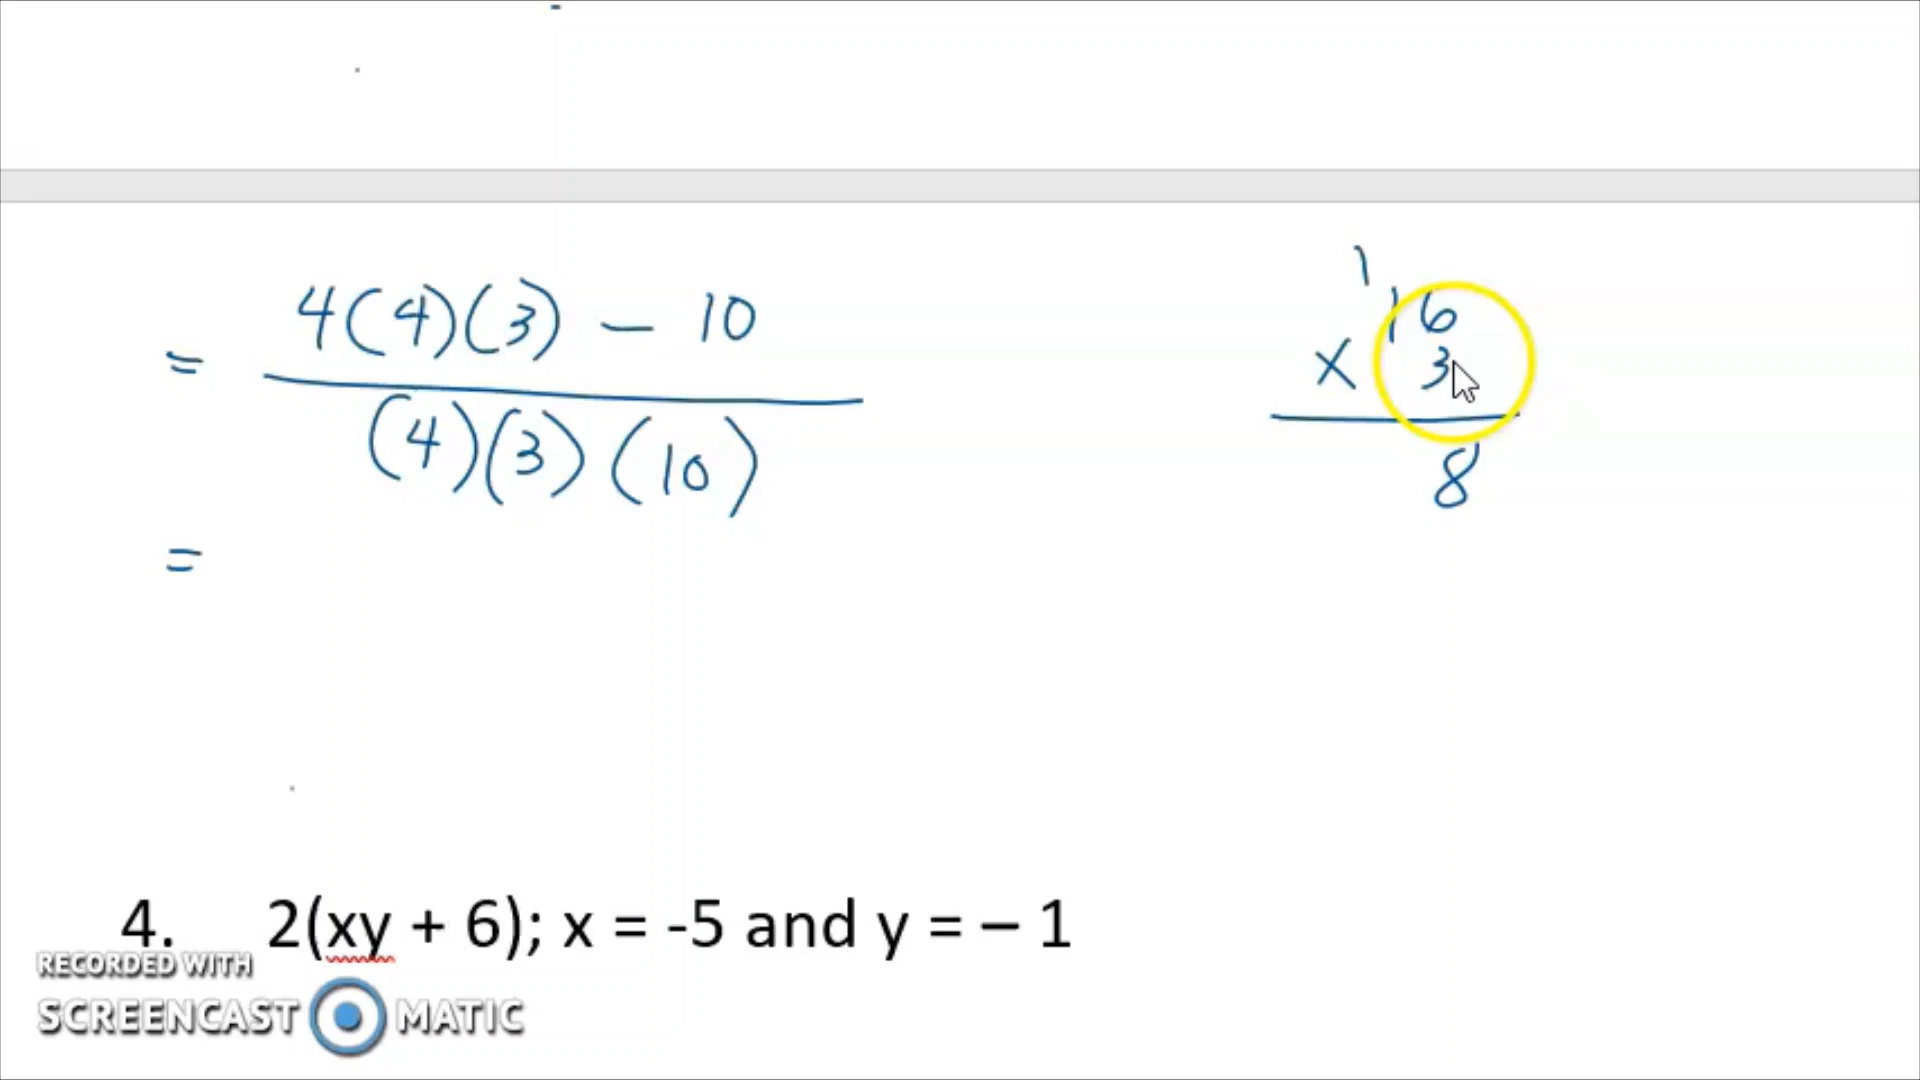 = 4(4)(3) – 10
(4)(3)(10)
=
1
16
x 3
8
4. 2(xy + 6); x = -5 and y = – 1
RECORDED WITH
SCREENCAST MATIC